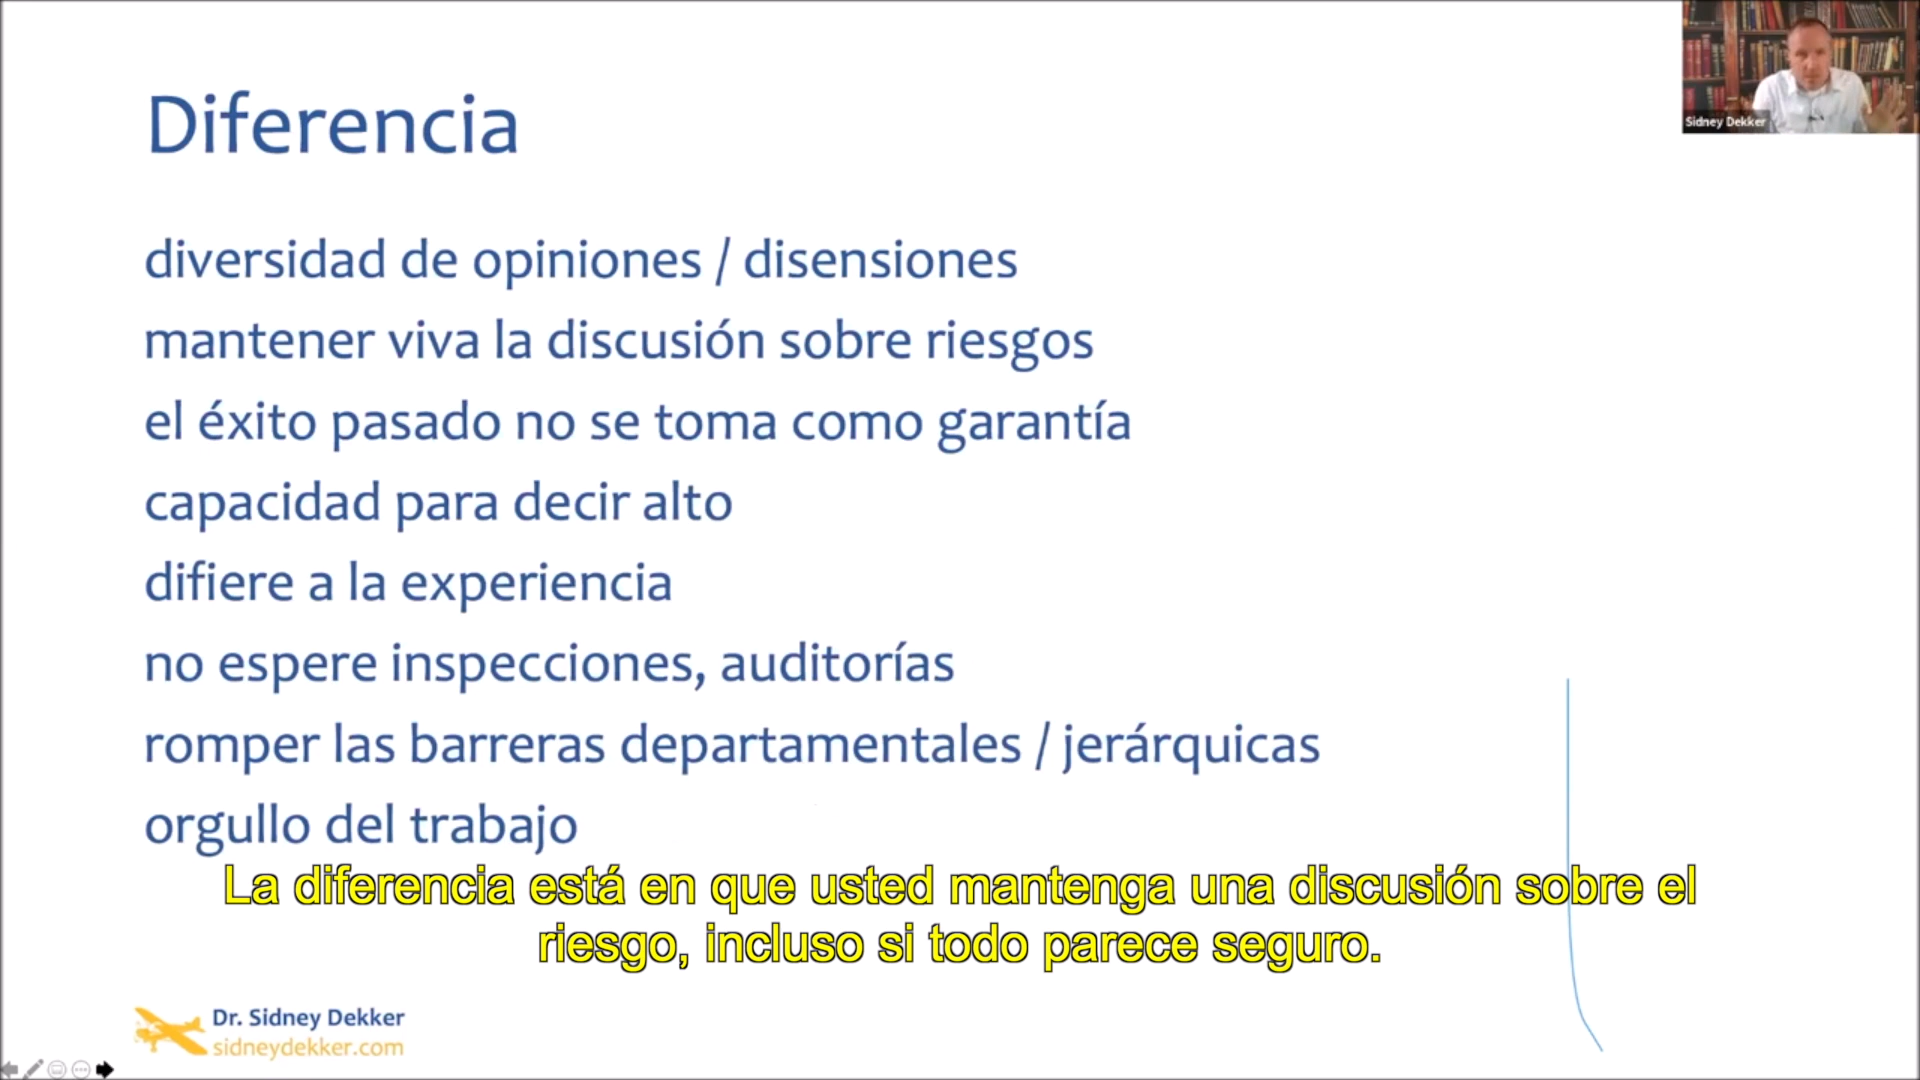 Diferencia
Sidney Dekker
diversidad de opiniones / disensiones
mantener viva la discusión sobre riesgos
el éxito pasado no se toma como garantía
capacidad para decir alto
difiere a la experiencia
no espere inspecciones, auditorías
romper las barreras departamentales / jerárquicas
orgullo del trabajo
La diferencia está en que usted mantenga una discusión sobre el
riesgo, incluso si todo parece seguro.
Dr. Sidney Dekker
sidneydekker.com